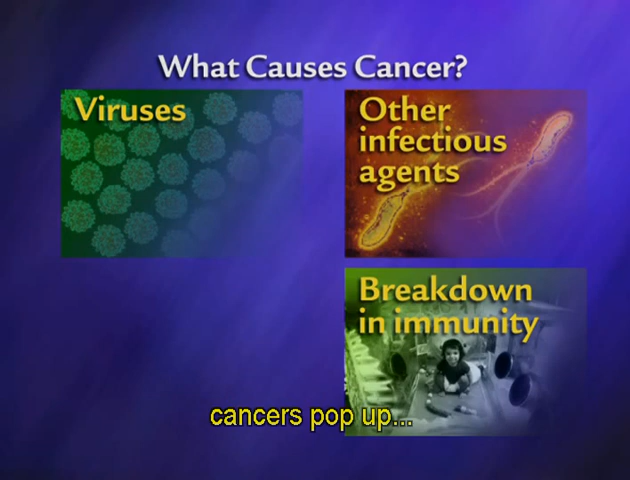 What Causes Cancer?
Viruses
Other
infectious
agents
Breakdown
in immunity
cancers pop up...